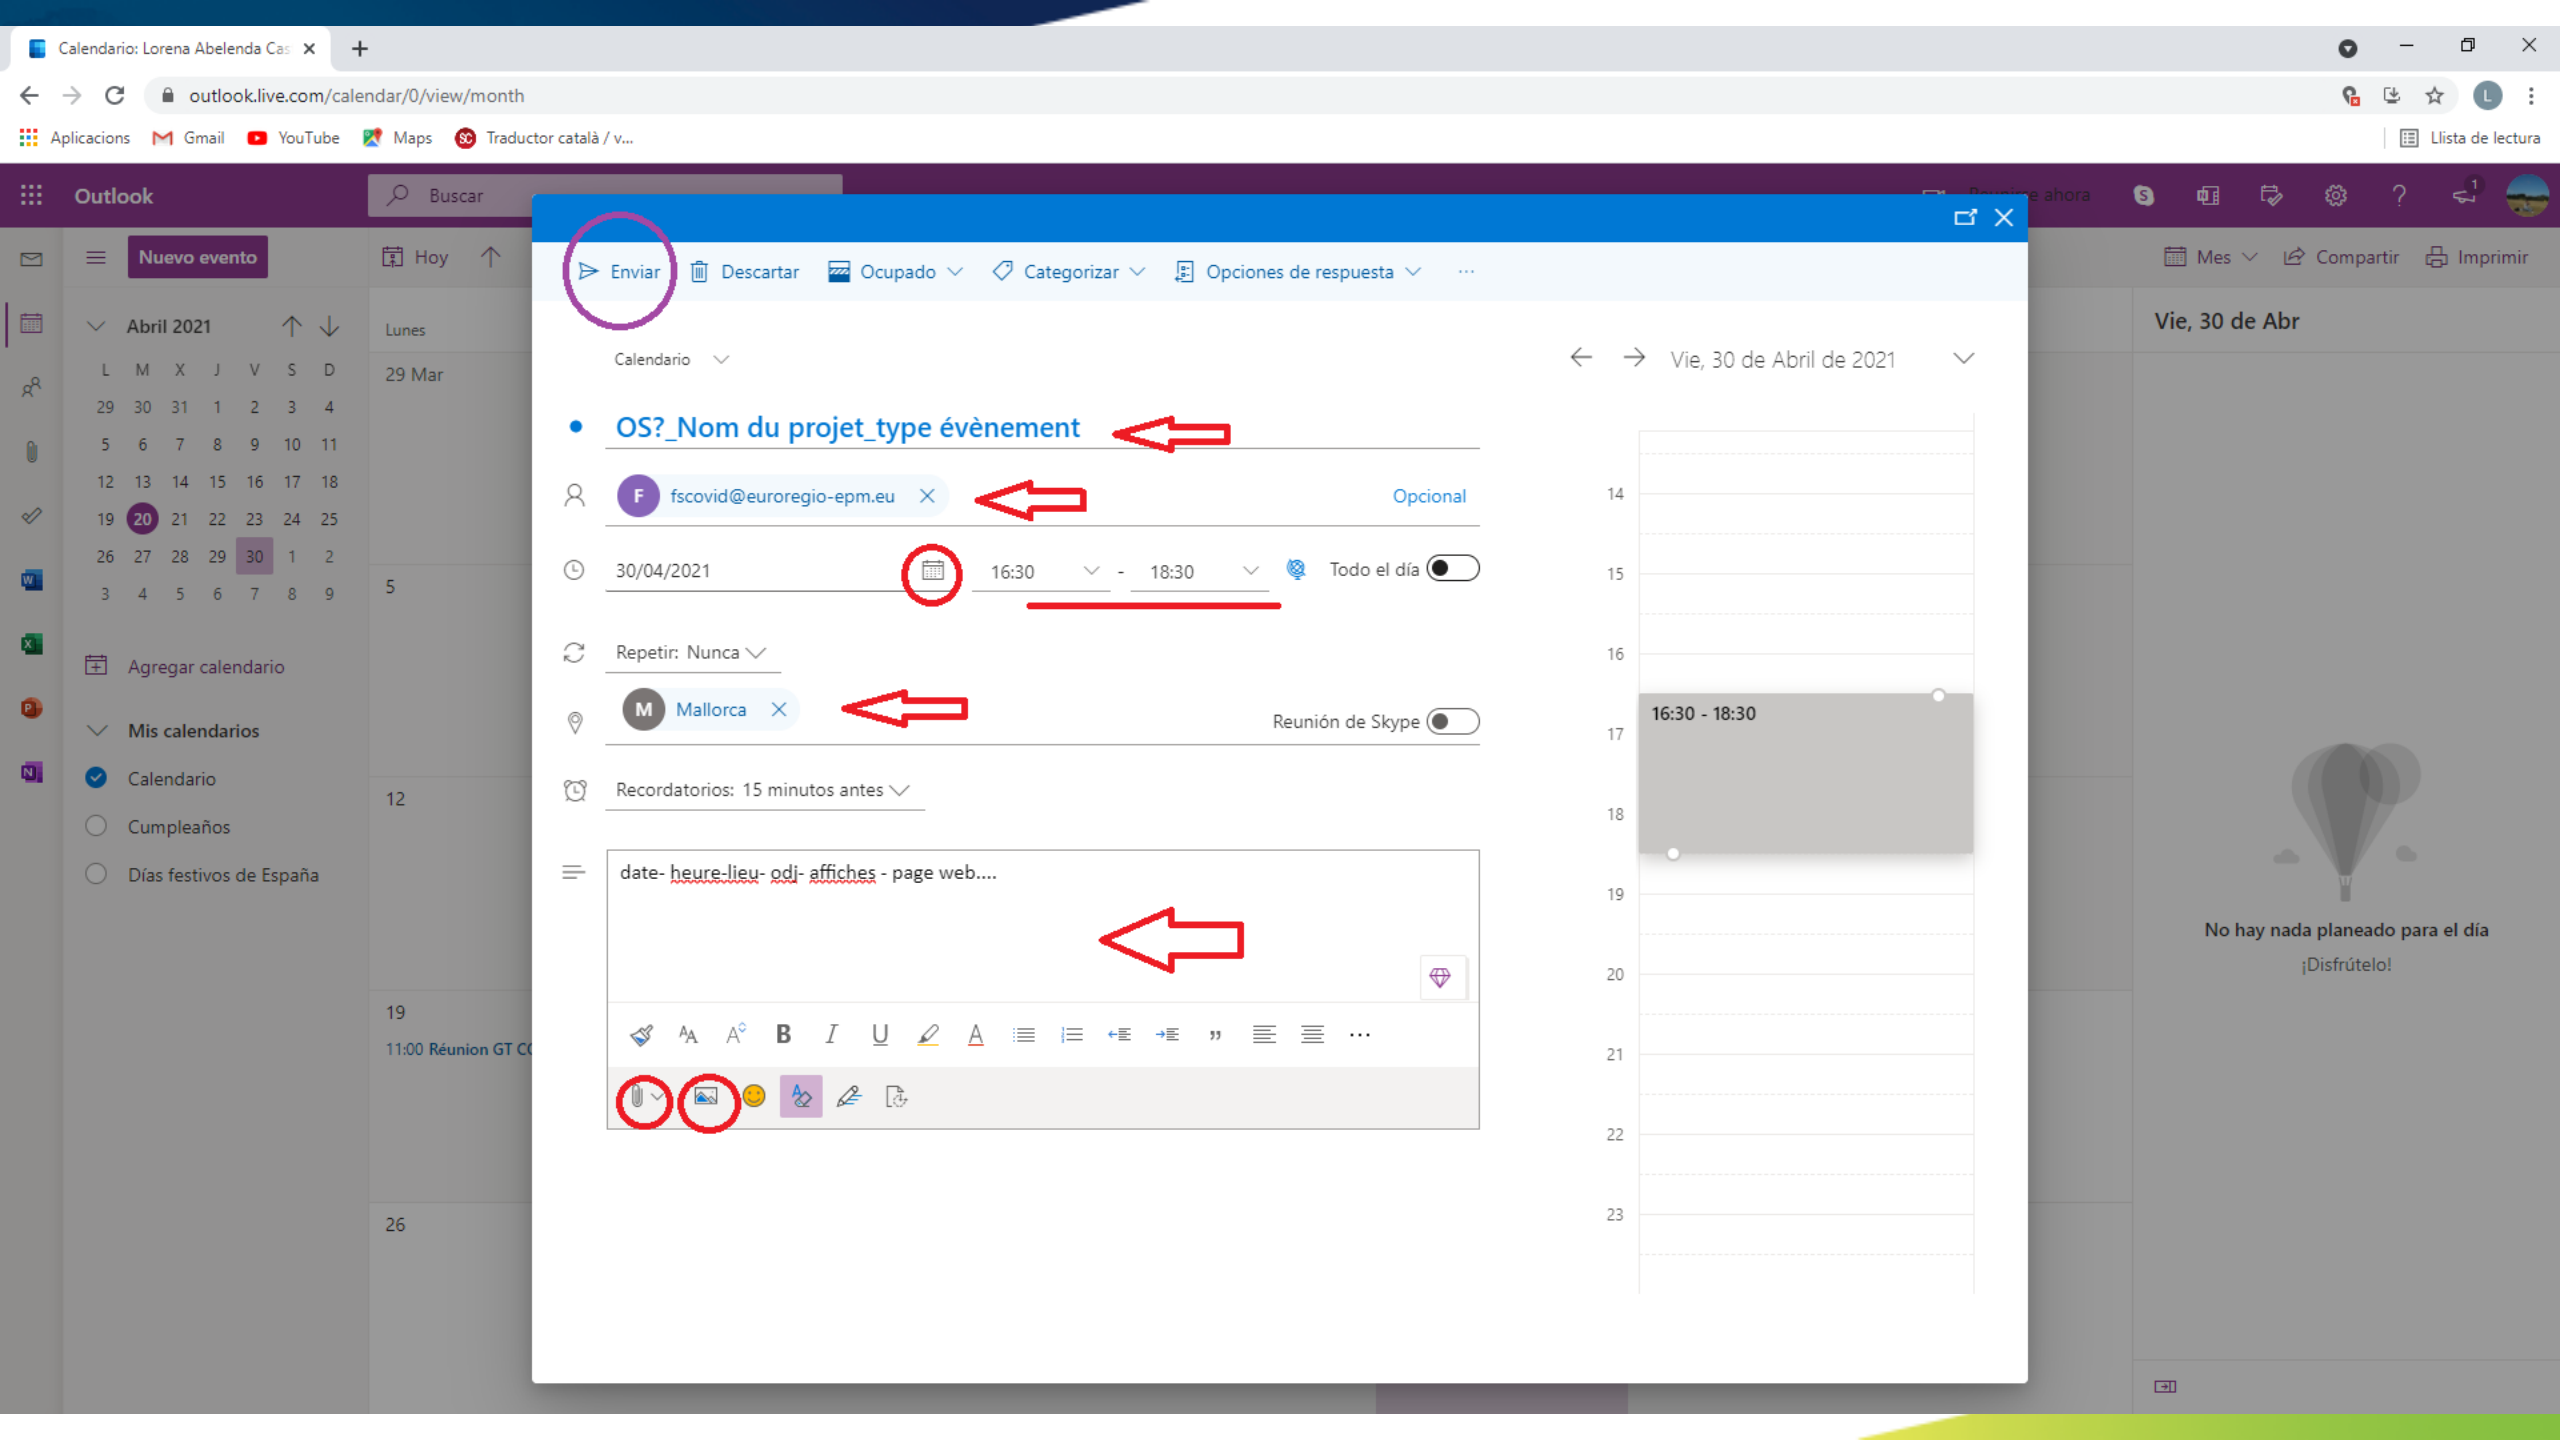 Calendario: Lorena Abelenda Cas
outlook.live.com/calendar/0/view/month
L
Aplicacions Gmail YouTube Maps Traductor català / v...
Llista de lectura
Outlook
Buscar
e ahora
1
Nuevo evento
Hoy
Mes Compartir Imprimir
Enviar Descartar Ocupado Categorizar Opciones de respuesta ...
Abril 2021
Lunes
Vie, 30 de Abr
L M X J V S D
29 30 31 1 2 3 4
5 6 7 8 9 10 11
12 13 14 15 16 17 18
19 20 21 22 23 24 25
26 27 28 29 30 1 2
3 4 5 6 7 8 9
29 Mar
5
12
19
11:00 Réunion GT
26
Agregar calendario
Mis calendarios
Calendario
Cumpleaños
Días festivos de España
Calendario
Vie, 30 de Abril de 2021
OS?_Nom du projet_type évènement
F fscovid@euroregio-epm.eu
Opcional
30/04/2021
16:30 - 18:30
Todo el día
Repetir: Nunca
M Mallorca
Reunión de Skype
Recordatorios: 15 minutos antes
date- heure-lieu- odj- affiches - page web....
14
15
16
16:30 - 18:30
17
18
19
20
21
22
23
No hay nada planeado para el día
¡Disfrútelo!